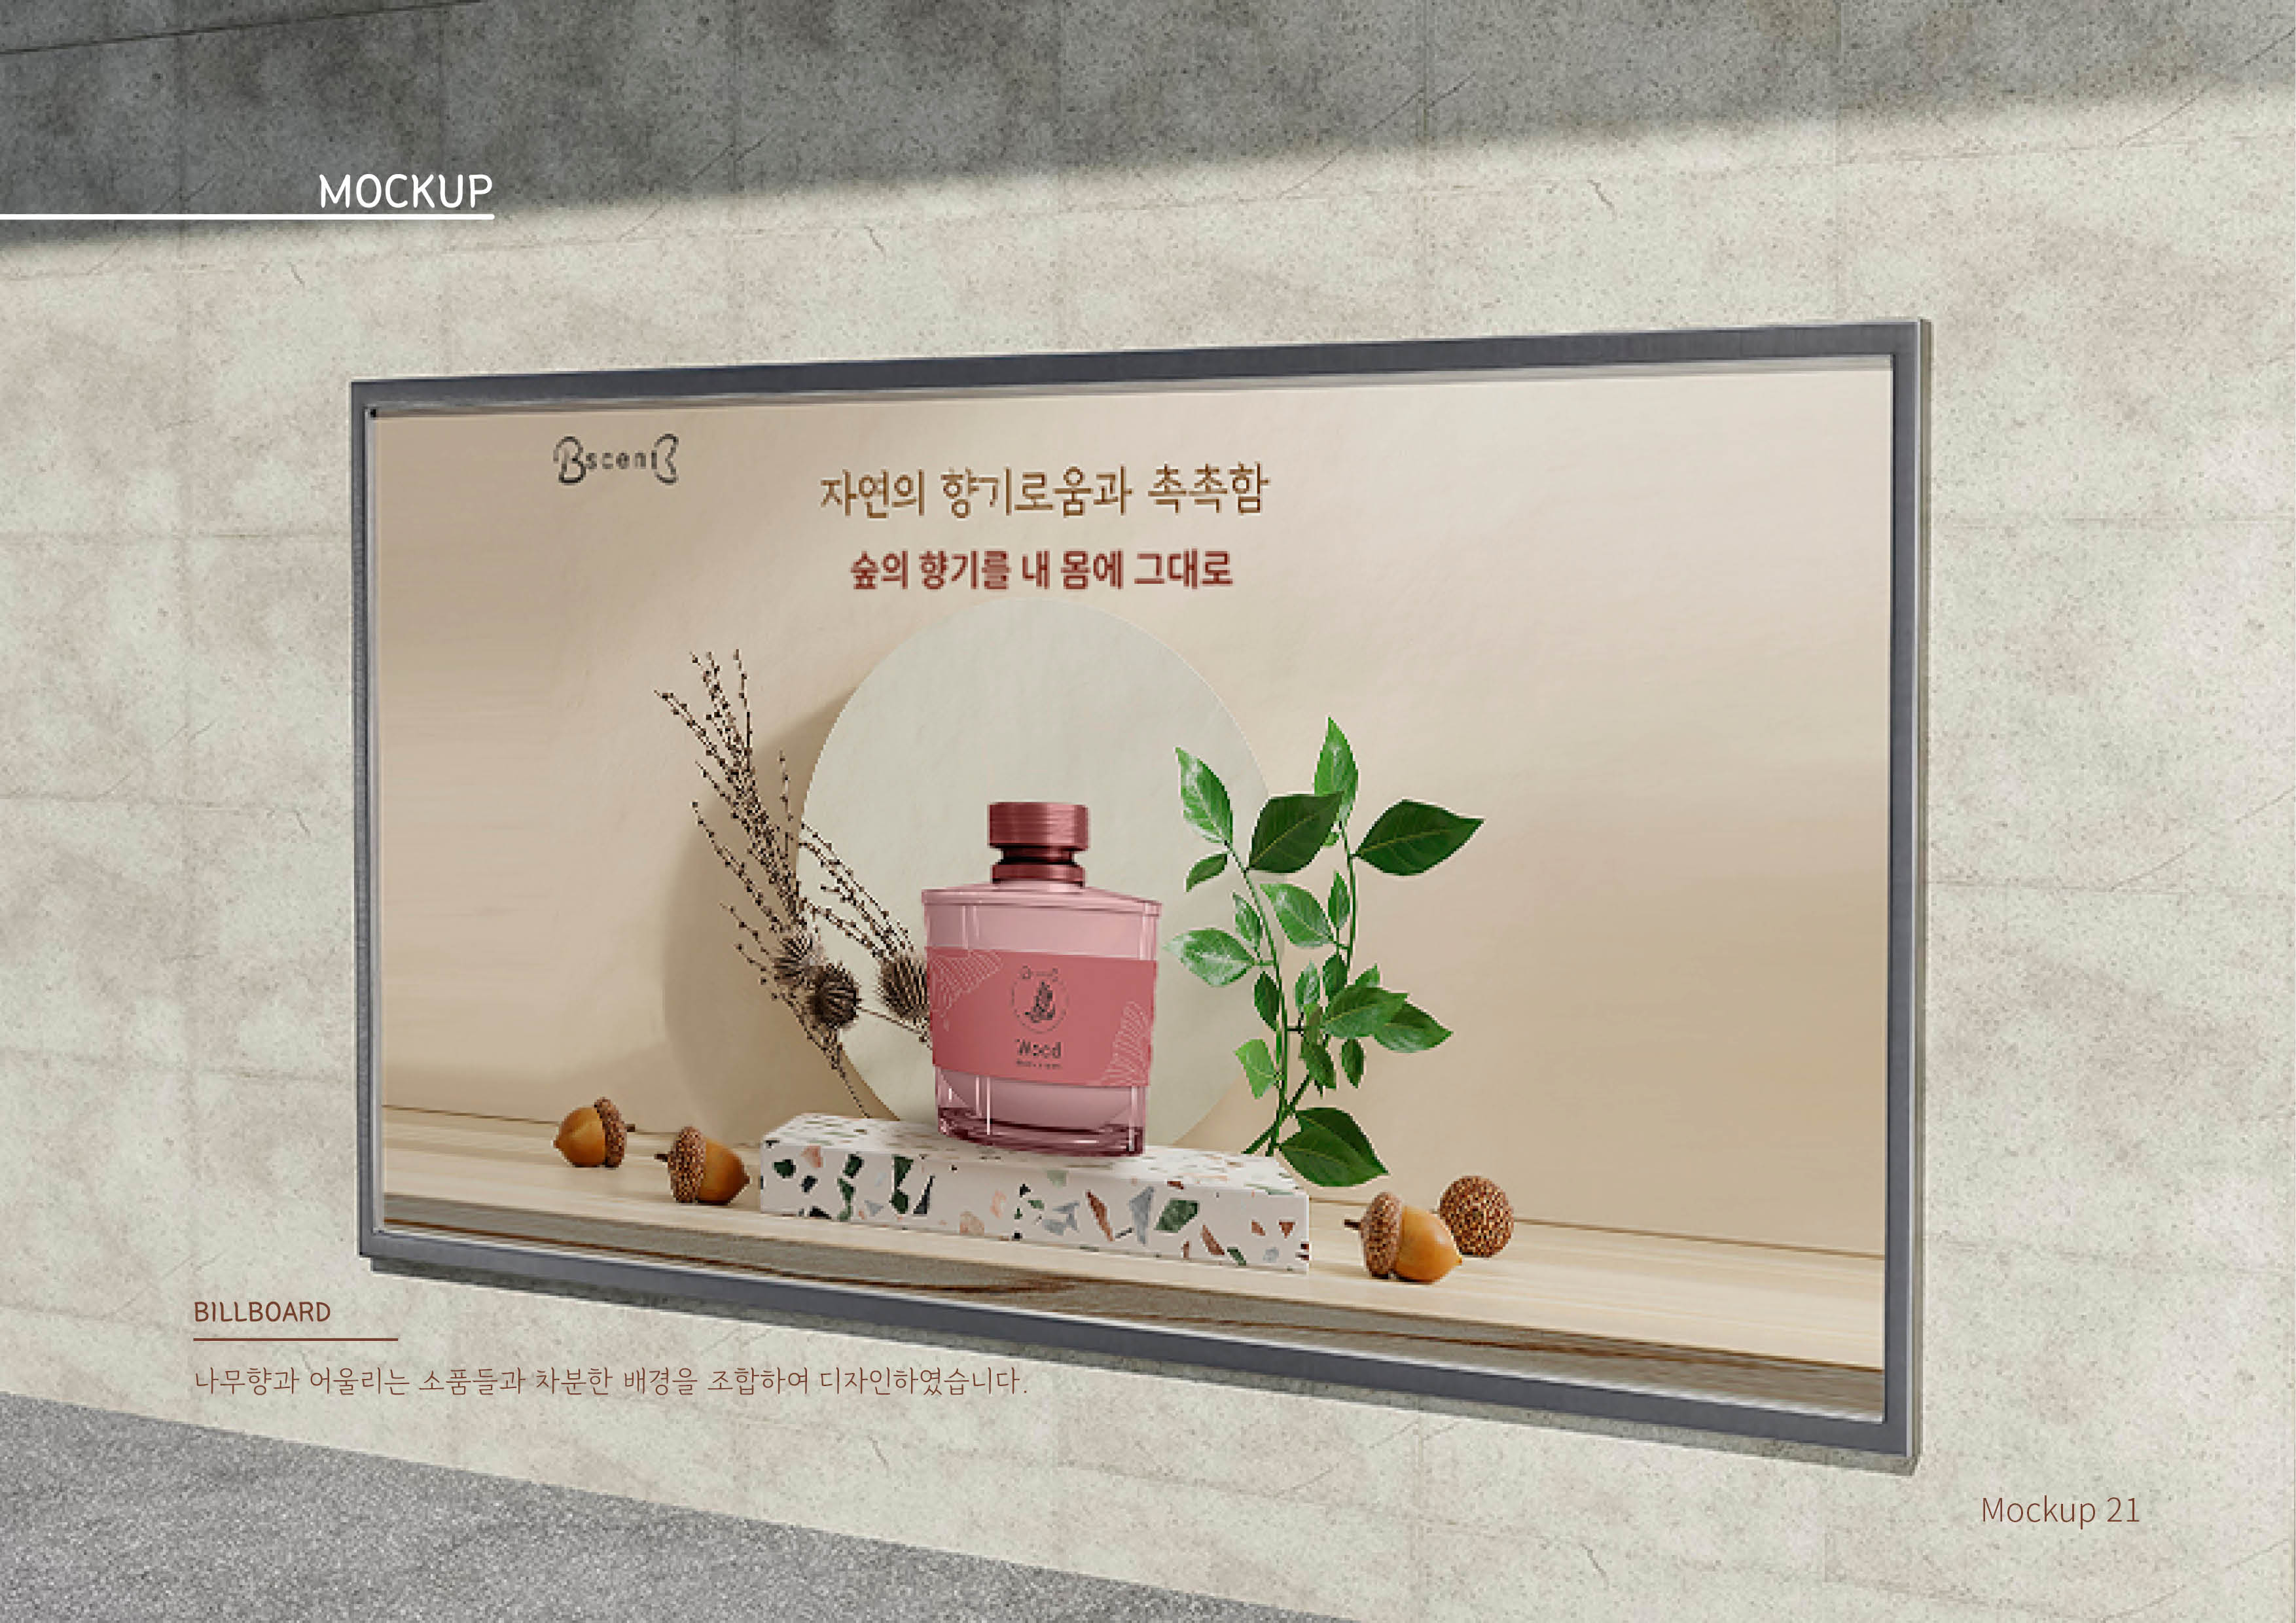 MOCKUP
BscentB
자연의 향기로움과 촉촉함
숲의 향기를 내 몸에 그대로
Wood
BILLBOARD
나무향과 어울리는 소품들과 차분한 배경을 조합하여 디자인하였습니다.
Mockup 21